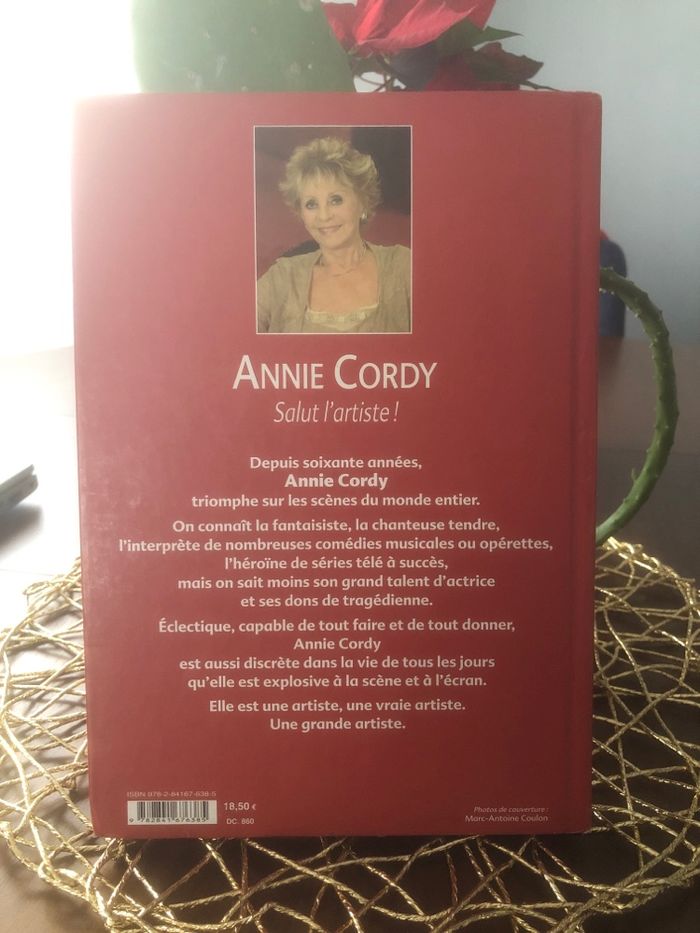 ANNIE CORDY
Salut l'artiste !
Depuis soixante années,
Annie Cordy
triomphe sur les scènes du monde entier.
On connaît la fantaisiste, la chanteuse tendre,
l'interprète de nombreuses comédies musicales ou opérettes,
l'héroïne de séries télé à succès,
mais on sait moins son grand talent d'actrice
et ses dons de tragédienne.
Éclectique, capable de tout faire et de tout donner,
Annie Cordy
est aussi discrète dans la vie de tous les jours
qu'elle est explosive à la scène et à l'écran.
Elle est une artiste, une vraie artiste.
Une grande artiste.
ISBN 978-2-84167-638-5
9 782841 676385
18,50 €
DC. 860
Photos de couverture :
Marc-Antoine Coulon